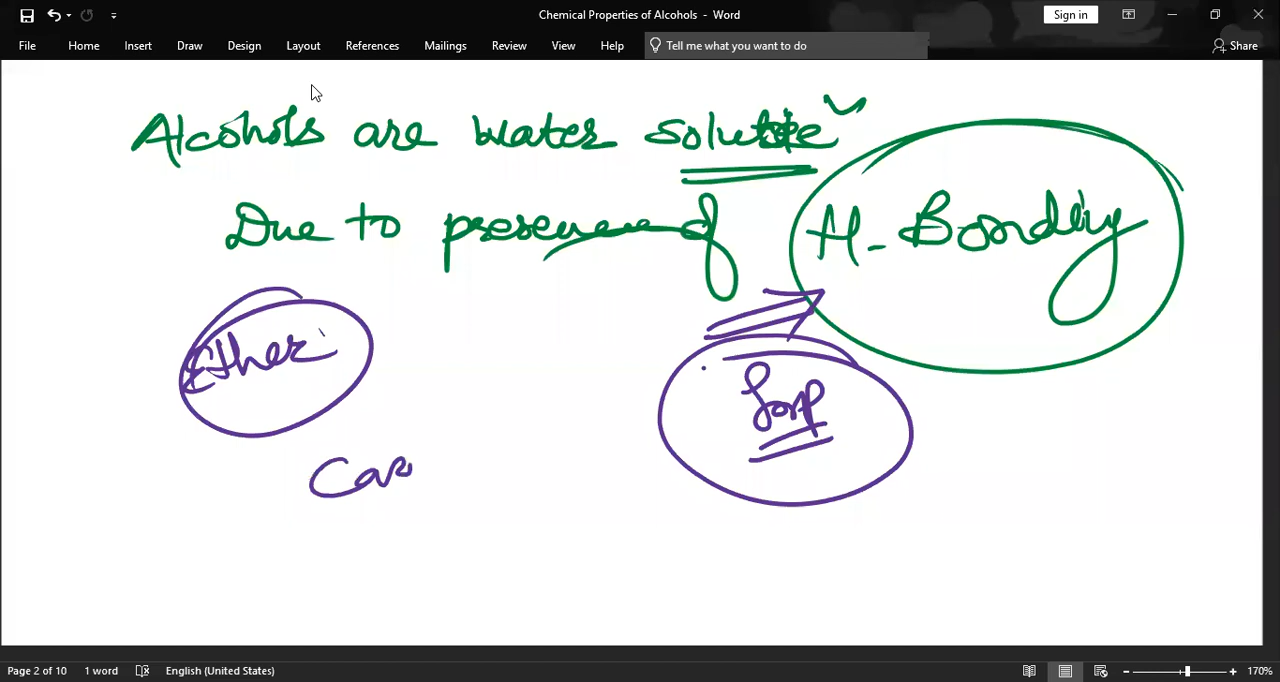 Chemical Properties of Alcohols - Word
Sign in
File Home Insert Draw Design Layout References Mailings Review View Help Tell me what you want to do Share
Alcohols are water soluble
Due to presence of H-Bonding
Ether
Car
Page 2 of 10 1 word English (United States) 170%